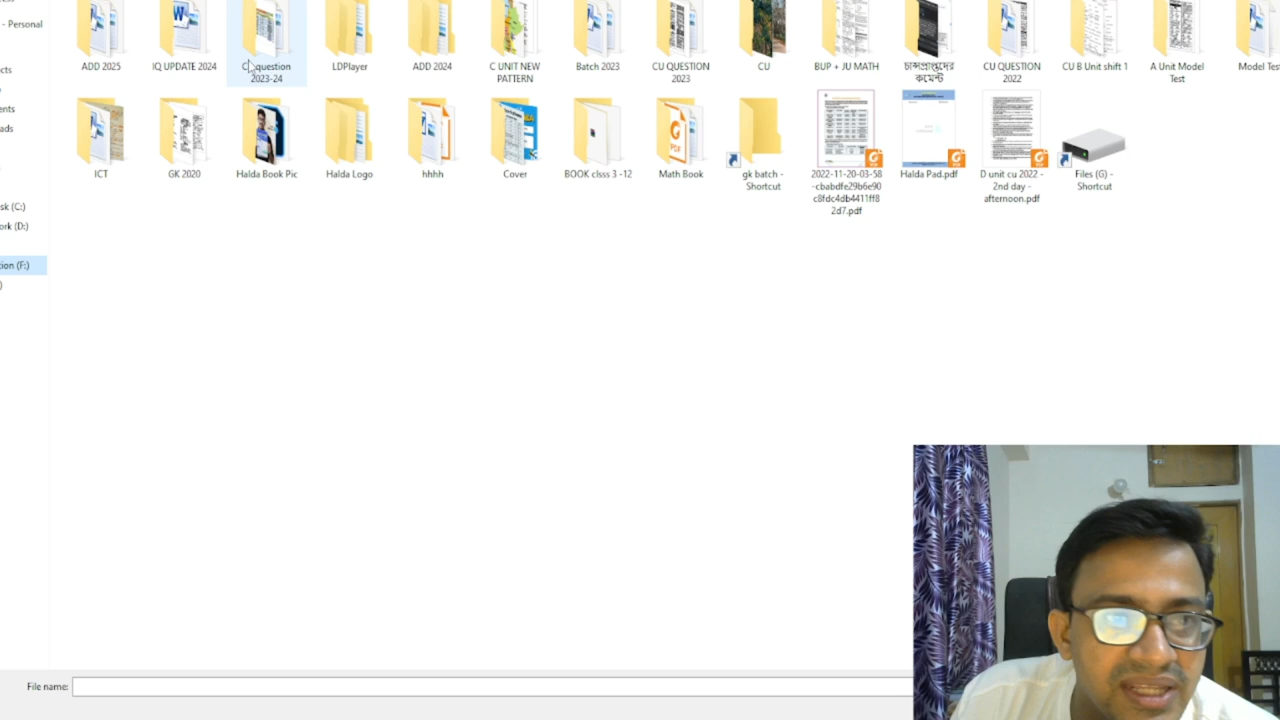 - Personal
ects
ents
ads
sk (C:)
ork (D:)
ion (F:)
)
ADD 2025
IQ UPDATE 2024
question
2023-24
LDPlayer
ADD 2024
C UNIT NEW
PATTERN
Batch 2023
CU QUESTION
2023
CU
BUP + JU MATH
চান্সপ্রাপ্তদের
কমেন্ট
CU QUESTION
2022
CU B Unit shift 1
A Unit Model
Test
Model Tes
ICT
GK 2020
Halda Book Pic
Halda Logo
hhhh
Cover
BOOK clsss 3 -12
Math Book
gk batch -
Shortcut
2022-11-20-03-58
-cbabdfe29b6e90
c8fdc4db4411ff8
2d7.pdf
Halda Pad.pdf
D unit cu 2022 -
2nd day -
afternoon.pdf
Files (G) -
Shortcut
File name: